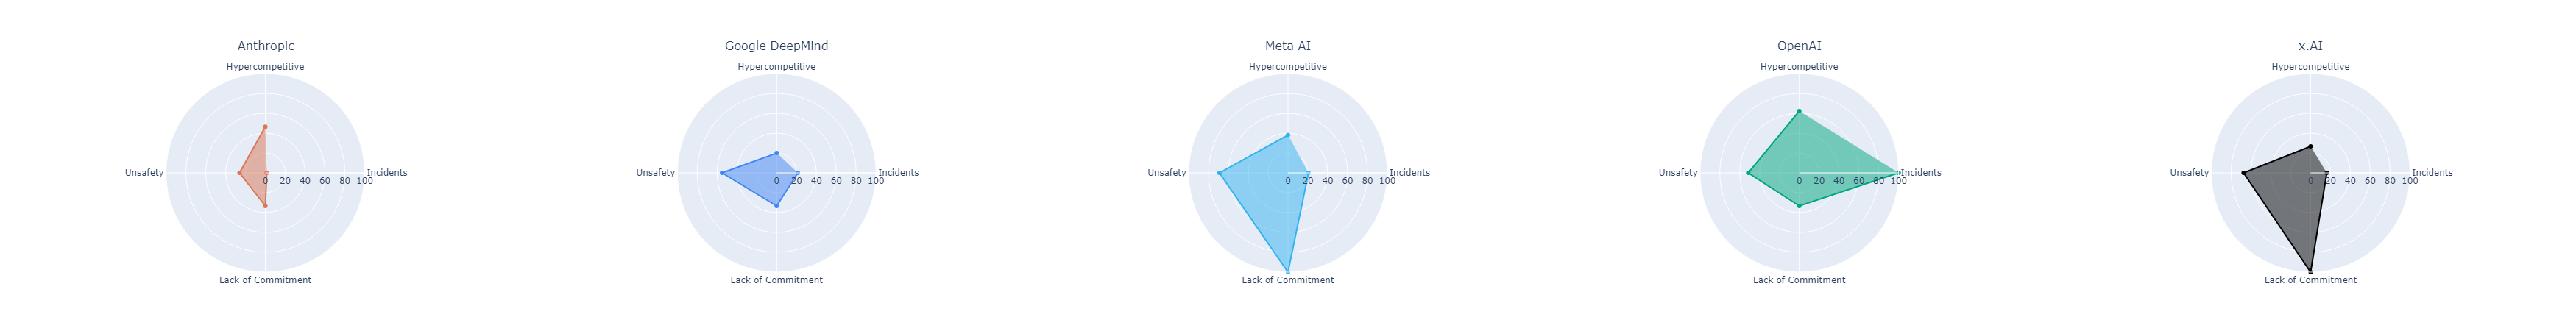 Anthropic
Google DeepMind
Meta AI
OpenAI
x.AI
Hypercompetitive
Hypercompetitive
Hypercompetitive
Hypercompetitive
Hypercompetitive
Unsafety
0 20 40 60 80 100
Incidents
Unsafety
0 20 40 60 80 100
Incidents
Unsafety
0 20 40 60 80 100
Incidents
Unsafety
0 20 40 60 80 100
Incidents
Unsafety
0 20 40 60 80 100
Incidents
Lack of Commitment
Lack of Commitment
Lack of Commitment
Lack of Commitment
Lack of Commitment